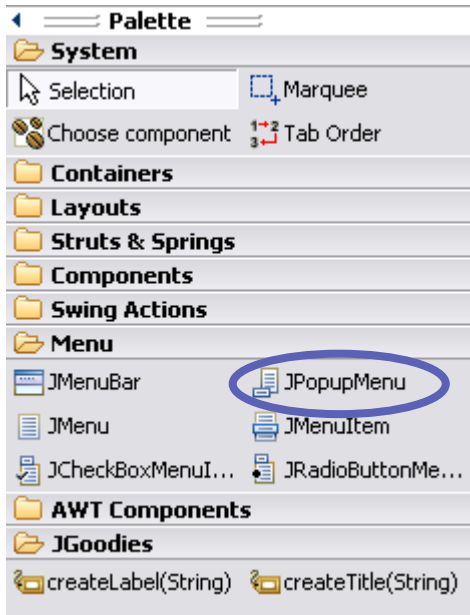 Palette
System
Selection Marquee
Choose component Tab Order
Containers
Layouts
Struts & Springs
Components
Swing Actions
Menu
JMenuBar JPopupMenu
JMenu JMenuItem
JCheckBoxMenuI... JRadioButtonMe...
AWT Components
JGoodies
createLabel(String) createTitle(String)